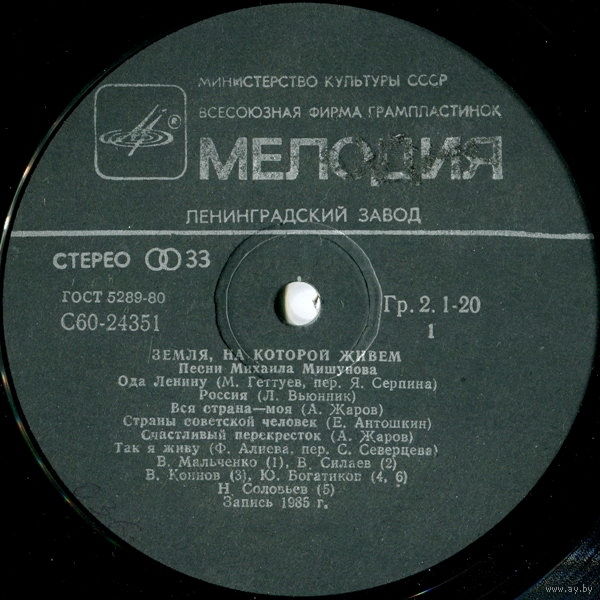 МИНИСТЕРСТВО КУЛЬТУРЫ СССР
ВСЕСОЮЗНАЯ ФИРМА ГРАМПЛАСТИНОК
®
МЕЛОДИЯ
ЛЕНИНГРАДСКИЙ ЗАВОД
СТЕРЕО 33
ГОСТ 5289-80
Гр. 2. 1-20
С60-24351
1
ЗЕМЛЯ, НА КОТОРОЙ ЖИВЕМ
Песни Михаила Мишунова
Ода Ленину (М. Геттуев, пер. Я. Серпина)
Россия (Л. Вьюнник)
Вся страна—моя (А. Жаров)
Страны советской человек (Е. Антошкин)
Счастливый перекресток (А. Жаров)
Так я живу (Ф. Алиева, пер. С. Северцева)
В. Мальченко (1), В. Силаев (2)
В. Коннов (3), Ю. Богатиков (4, 6)
Н. Соловьев (5)
Запись 1985 г.
www.ay.by